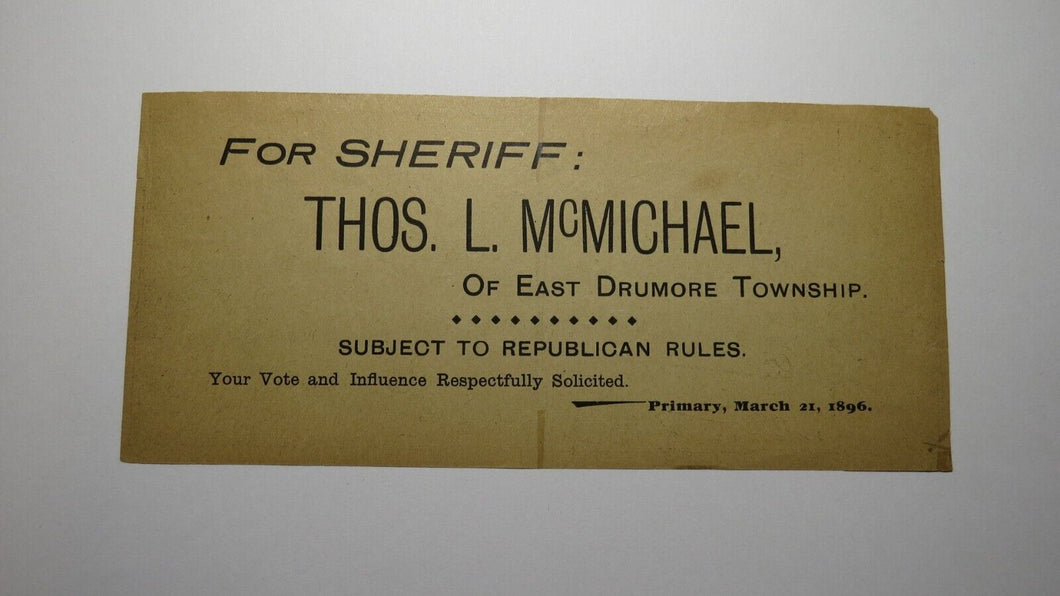 FOR SHERIFF:
THOS. L. McMICHAEL,
OF EAST DRUMORE TOWNSHIP.
SUBJECT TO REPUBLICAN RULES.
Your Vote and Influence Respectfully Solicited.
Primary, March 21, 1896.